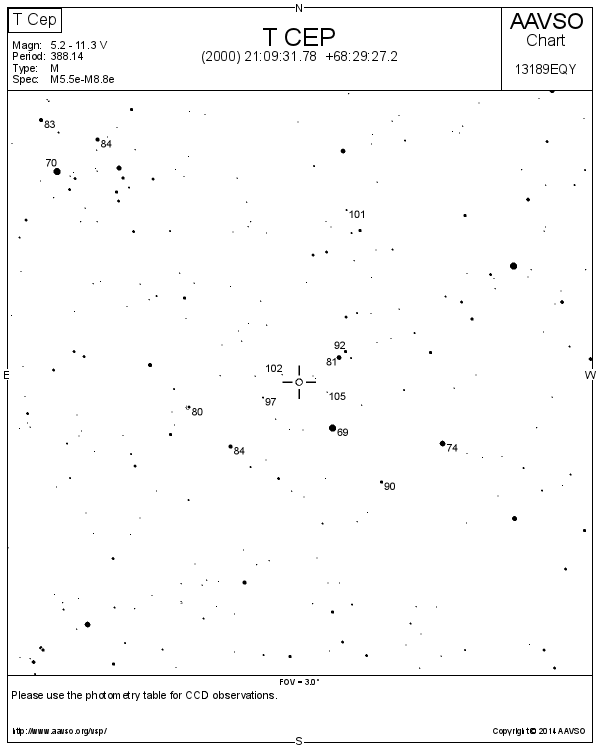 N
T Cep
T CEP
(2000) 21:09:31.78 +68:29:27.2
AAVSO
Chart
13189EQY
Magn: 5.2 - 11.3 V
Period: 388.14
Type: M
Spec: M5.5e-M8.8e
83
84
70
101
92
81
102
E
W
97
105
80
69
84
74
90
FOV = 3.0°
Please use the photometry table for CCD observations.
http://www.aavso.org/vsp/
Copyright © 2014 AAVSO
S